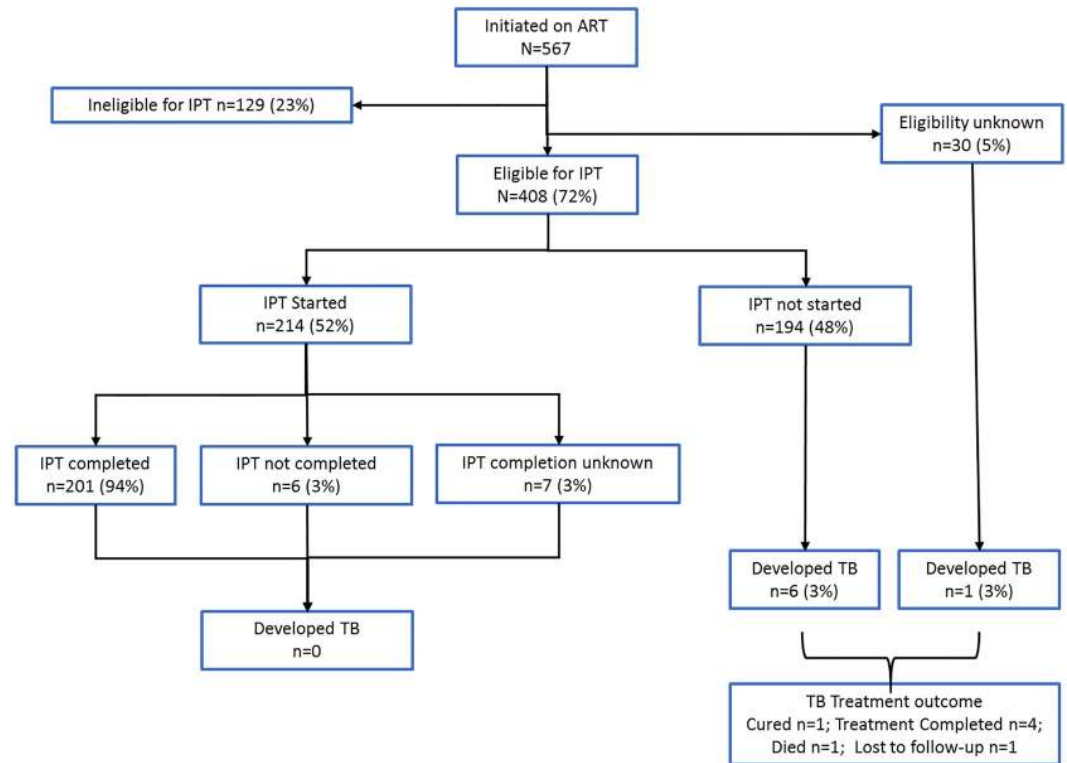 Initiated on ART
N=567
Ineligible for IPT n=129 (23%)
Eligibility unknown
n=30 (5%)
Eligible for IPT
N=408 (72%)
IPT Started
n=214 (52%)
IPT not started
n=194 (48%)
IPT completed
n=201 (94%)
IPT not completed
n=6 (3%)
IPT completion unknown
n=7 (3%)
Developed TB
n=0
Developed TB
n=6 (3%)
Developed TB
n=1 (3%)
TB Treatment outcome
Cured n=1; Treatment Completed n=4;
Died n=1; Lost to follow-up n=1